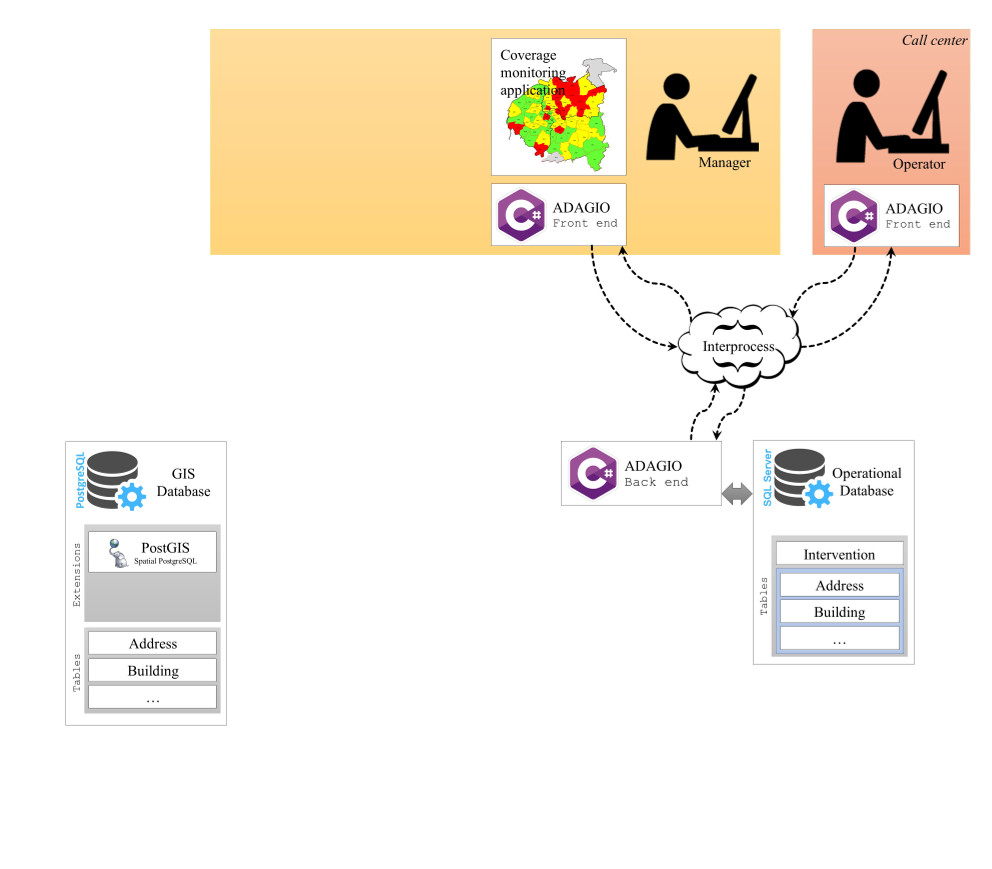 Call center
Coverage
monitoring
application
Manager
Operator
C#
ADAGIO
Front end
C#
ADAGIO
Front end
{ }
Interprocess
{ }
PostgreSQL
GIS
Database
C#
ADAGIO
Back end
SQL Server
Operational
Database
Extensions
PostGIS
Spatial PostgreSQL
Tables
Address
Building
...
Tables
Intervention
Address
Building
...